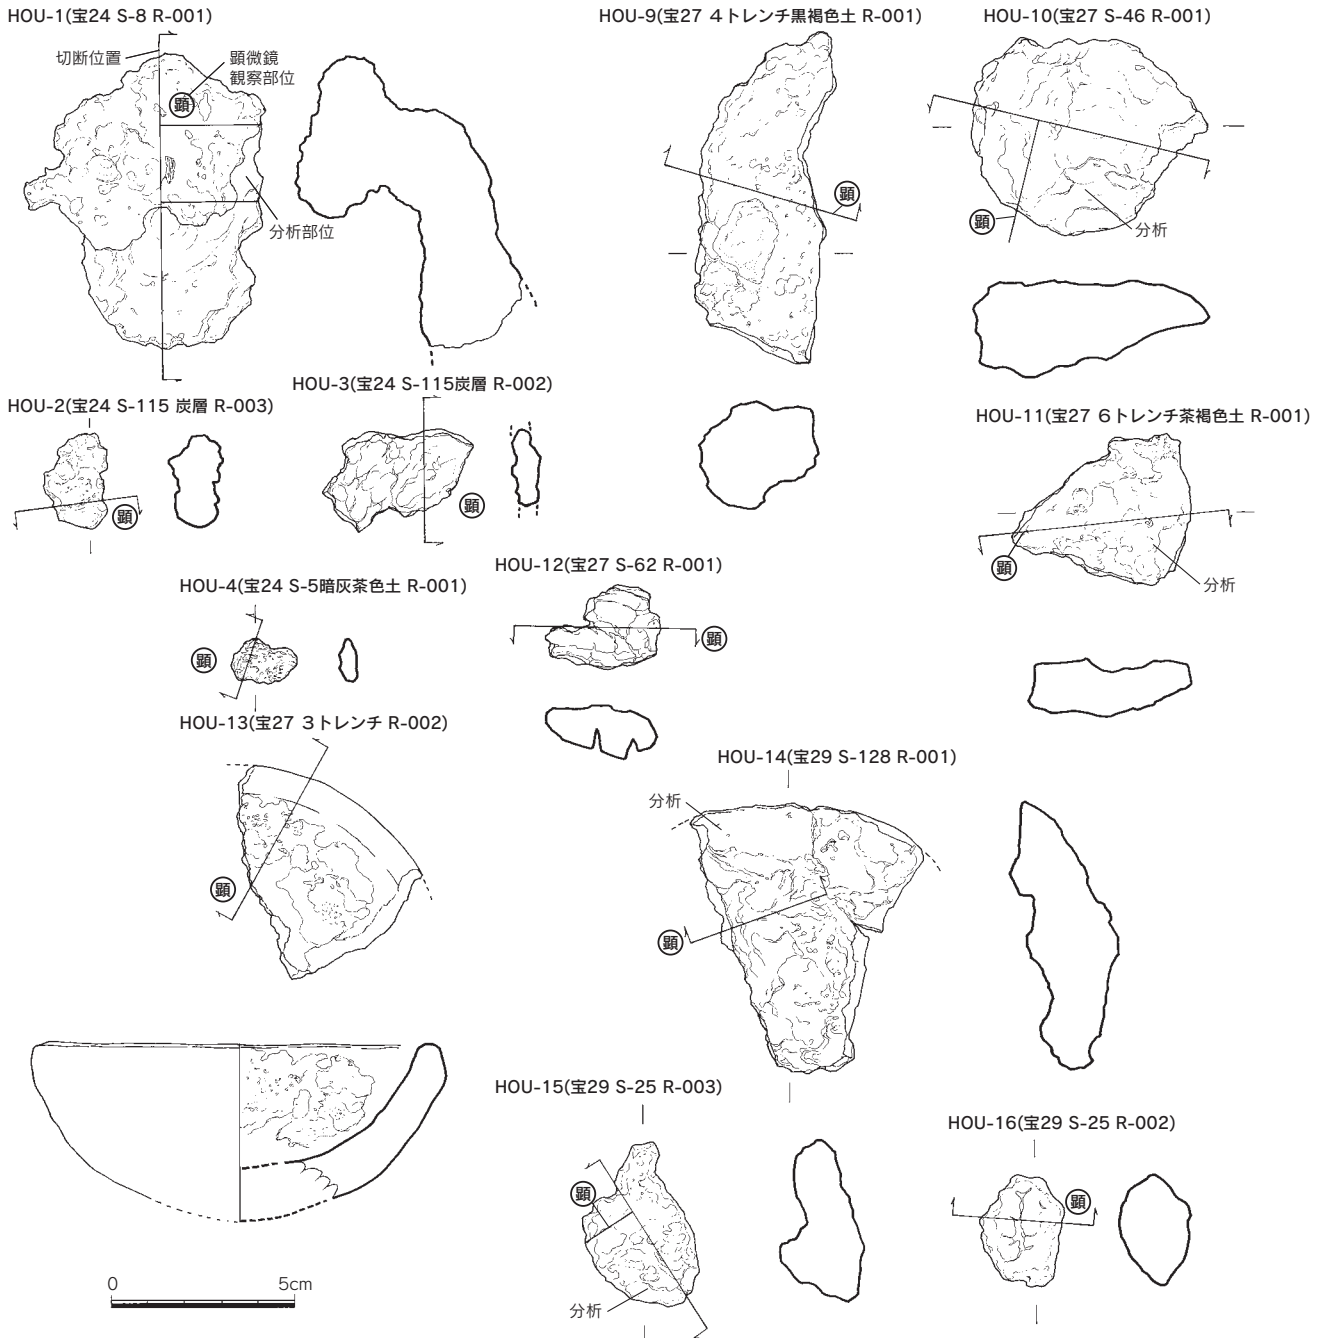 HOU-1(宝24 S-8 R-001)
切断位置
顕微鏡
観察部位
顕
分析部位
HOU-9(宝27 4トレンチ黒褐色土 R-001)
顕
HOU-10(宝27 S-46 R-001)
顕
分析
HOU-2(宝24 S-115 炭層 R-003)
顕
HOU-3(宝24 S-115炭層 R-002)
顕
HOU-11(宝27 6トレンチ茶褐色土 R-001)
顕
分析
HOU-4(宝24 S-5暗灰茶色土 R-001)
顕
HOU-12(宝27 S-62 R-001)
顕
HOU-13(宝27 3トレンチ R-002)
顕
HOU-14(宝29 S-128 R-001)
分析
顕
HOU-15(宝29 S-25 R-003)
顕
分析
HOU-16(宝29 S-25 R-002)
顕
0 5cm